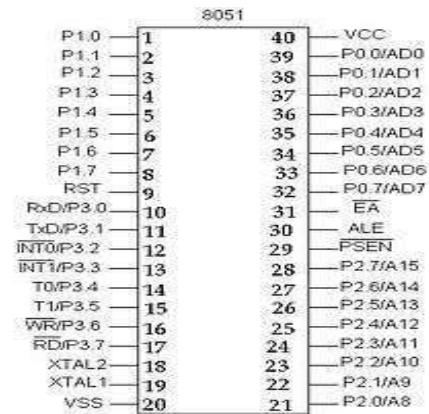 8051
P1.0 1 40 VCC
P1.1 2 39 P0.0/AD0
P1.2 3 38 P0.1/AD1
P1.3 4 37 P0.2/AD2
P1.4 5 36 P0.3/AD3
P1.5 6 35 P0.4/AD4
P1.6 7 34 P0.5/AD5
P1.7 8 33 P0.6/AD6
RST 9 32 P0.7/AD7
RxD/P3.0 10 31 EA
TxD/P3.1 11 30 ALE
INT0/P3.2 12 29 PSEN
INT1/P3.3 13 28 P2.7/A15
T0/P3.4 14 27 P2.6/A14
T1/P3.5 15 26 P2.5/A13
WR/P3.6 16 25 P2.4/A12
RD/P3.7 17 24 P2.3/A11
XTAL2 18 23 P2.2/A10
XTAL1 19 22 P2.1/A9
VSS 20 21 P2.0/A8